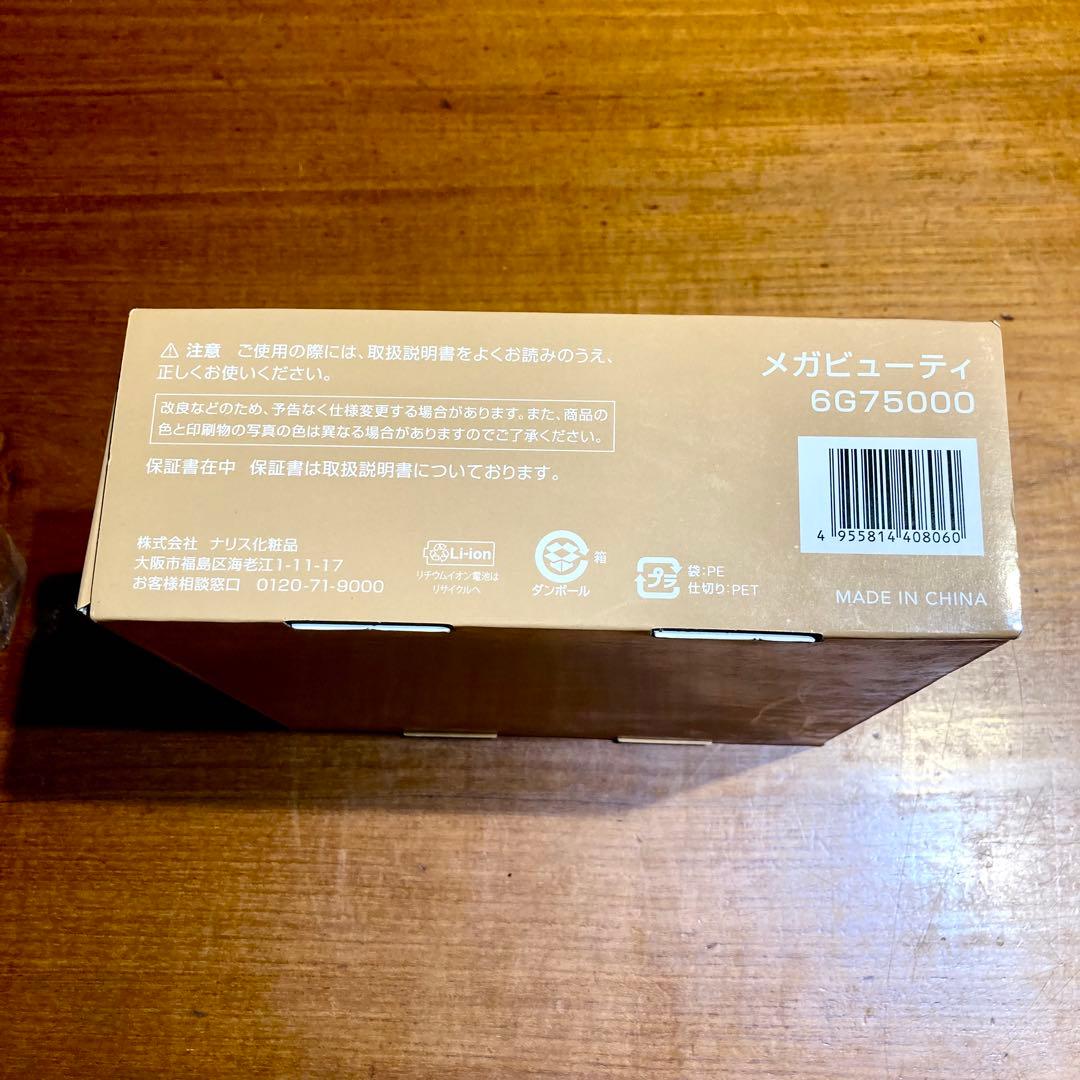 ⚠ 注意 ご使用の際には、取扱説明書をよくお読みのうえ、
正しくお使いください。
改良などのため、予告なく仕様変更する場合があります。また、商品の
色と印刷物の写真の色は異なる場合がありますのでご了承ください。
保証書在中 保証書は取扱説明書についております。
メガビューティ
6G75000
4 955814 408060
株式会社 ナリス化粧品
大阪市福島区海老江1-11-17
お客様相談窓口 0120-71-9000
Li-ion
リチウムイオン電池は
リサイクルへ
箱
ダンボール
プラ
袋:PE
仕切り:PET
MADE IN CHINA